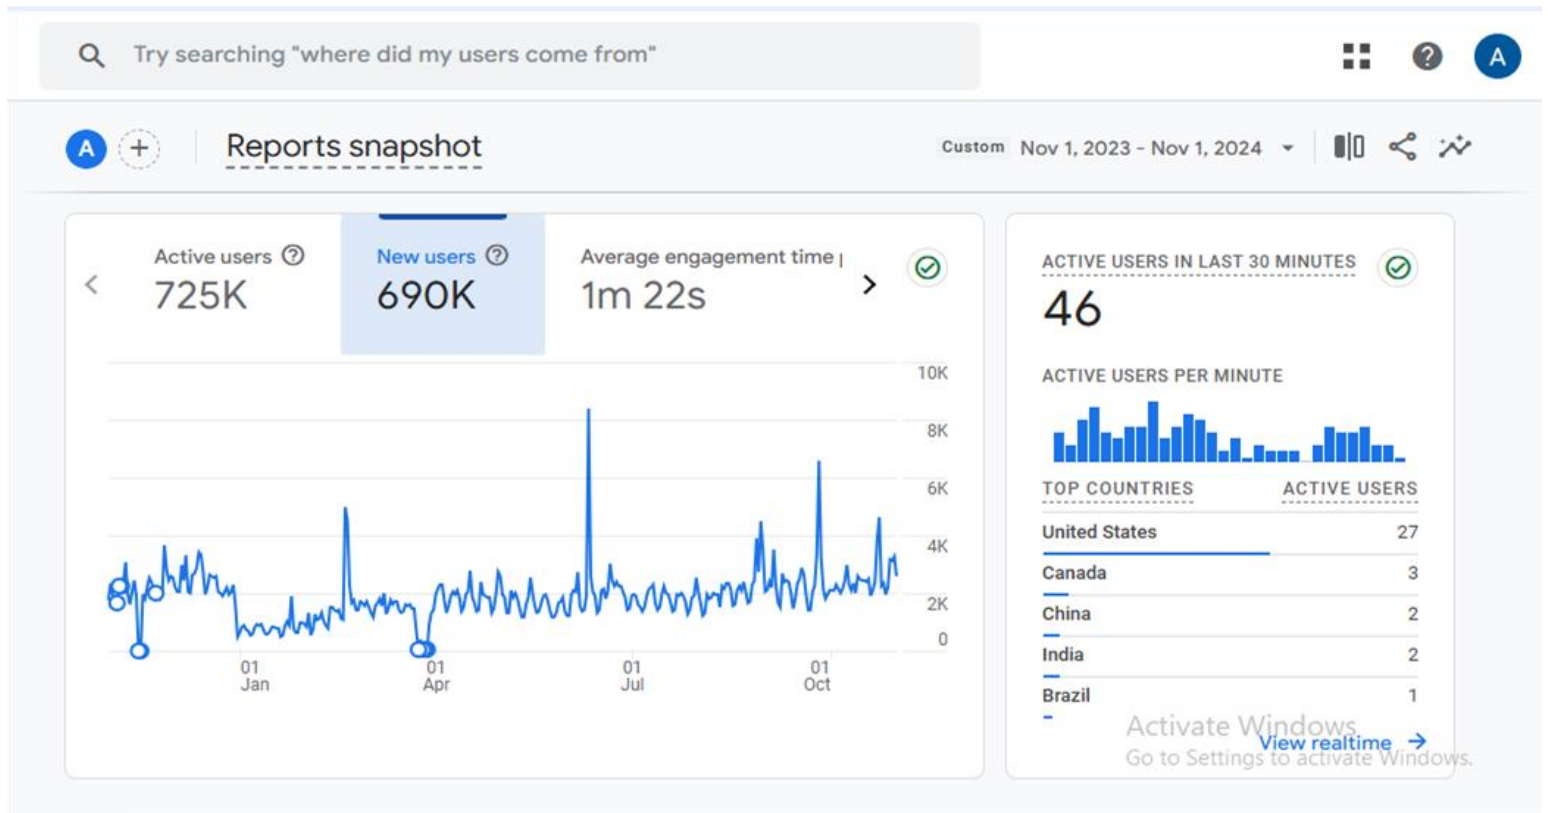 Try searching "where did my users come from"
A
A
Reports snapshot
Custom Nov 1, 2023 - Nov 1, 2024
Active users
725K
New users
690K
Average engagement time
1m 22s
10K
8K
6K
4K
2K
0
01 Jan
01 Apr
01 Jul
01 Oct
ACTIVE USERS IN LAST 30 MINUTES
46
ACTIVE USERS PER MINUTE
TOP COUNTRIES ACTIVE USERS
United States 27
Canada 3
China 2
India 2
Brazil 1
View realtime
Activate Windows
Go to Settings to activate Windows.